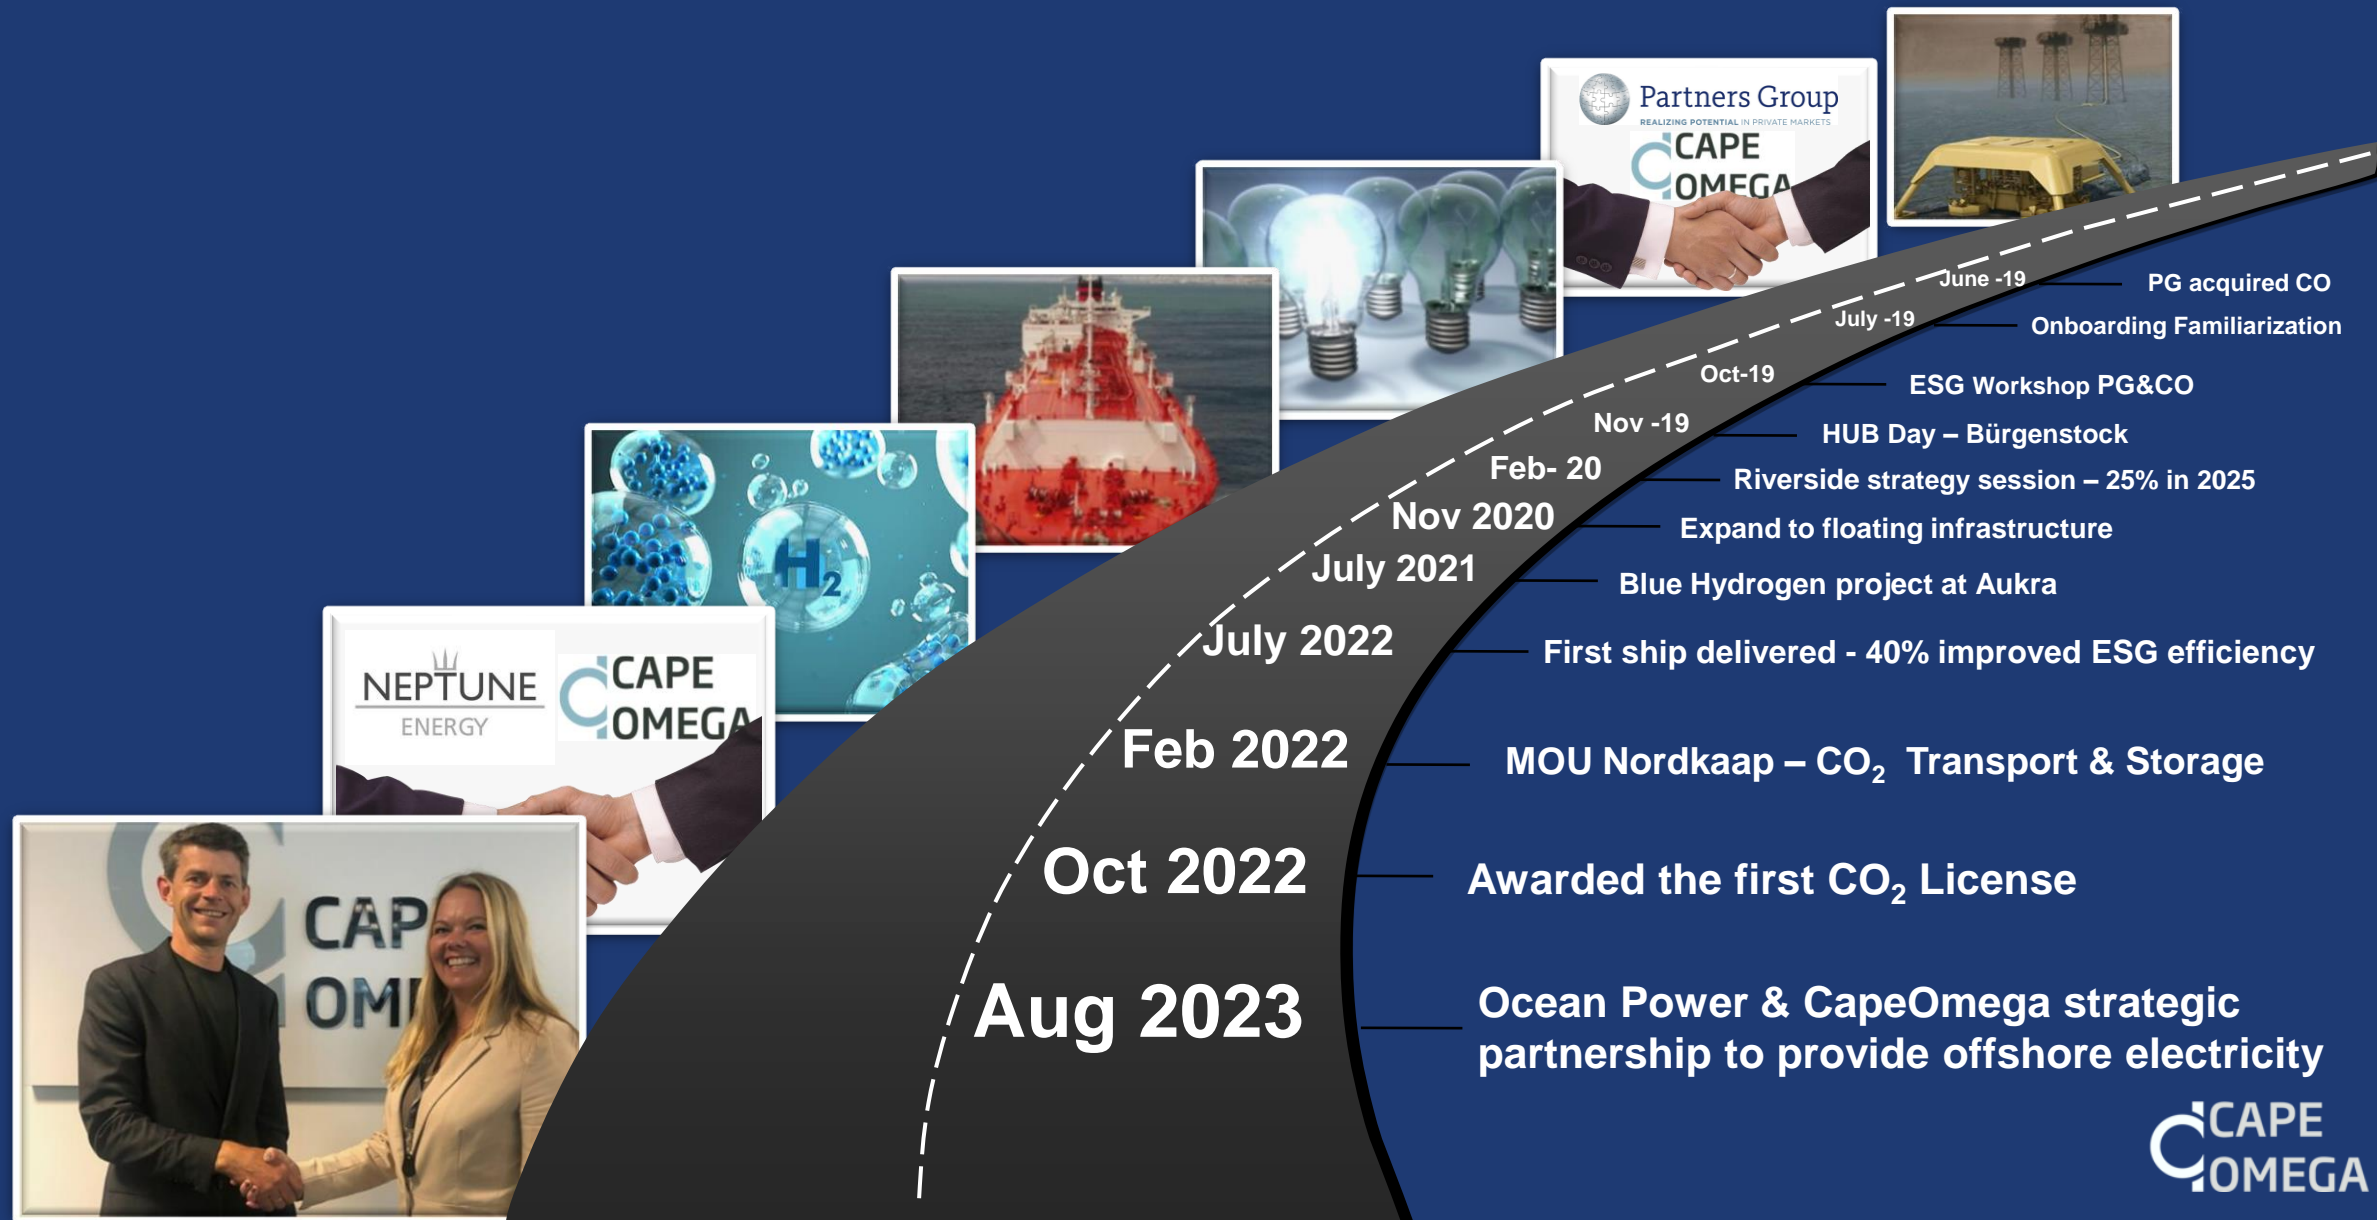 Partners Group
REALIZING POTENTIAL IN PRIVATE MARKETS
CAPE
OMEGA
June -19
PG acquired CO
July -19
Onboarding Familiarization
Oct-19
ESG Workshop PG&CO
Nov -19
HUB Day – Bürgenstock
Feb- 20
Riverside strategy session – 25% in 2025
Nov 2020
Expand to floating infrastructure
July 2021
Blue Hydrogen project at Aukra
H₂
July 2022
First ship delivered - 40% improved ESG efficiency
NEPTUNE
ENERGY
CAPE
OMEGA
Feb 2022
MOU Nordkaap – CO₂ Transport & Storage
Oct 2022
Awarded the first CO₂ License
CAP
OM
Aug 2023
Ocean Power & CapeOmega strategic
partnership to provide offshore electricity
CAPE
OMEGA